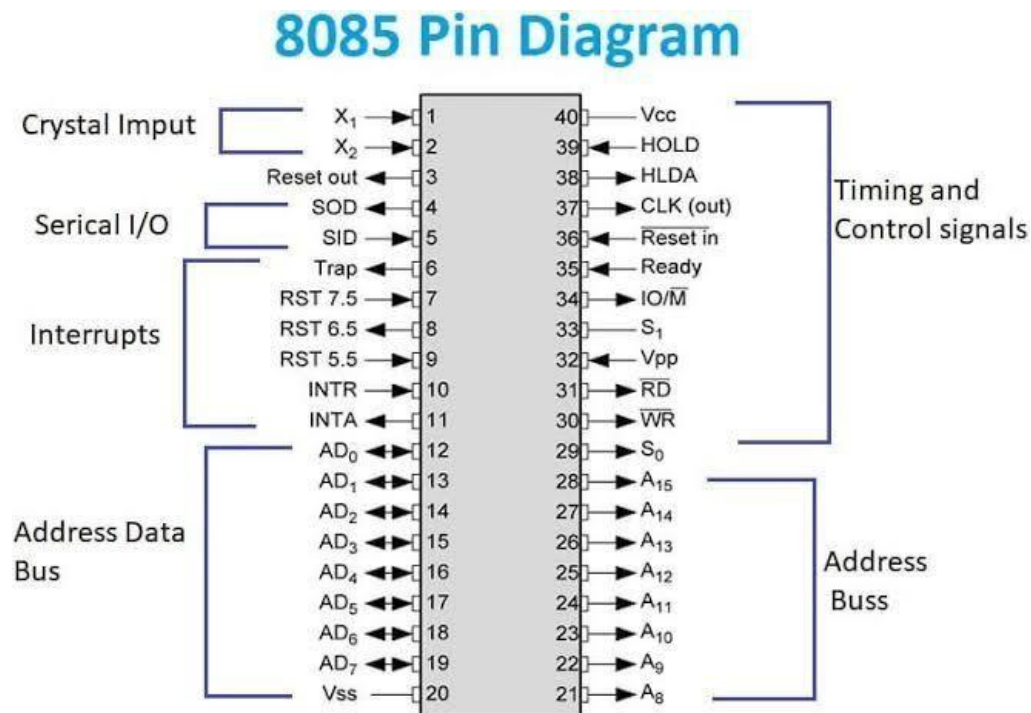 8085 Pin Diagram
Crystal Imput
Serical I/O
Interrupts
Address Data
Bus
X₁ 1
X₂ 2
Reset out 3
SOD 4
SID 5
Trap 6
RST 7.5 7
RST 6.5 8
RST 5.5 9
INTR 10
INTA 11
AD₀ 12
AD₁ 13
AD₂ 14
AD₃ 15
AD₄ 16
AD₅ 17
AD₆ 18
AD₇ 19
Vss 20
40 Vcc
39 HOLD
38 HLDA
37 CLK (out)
36 R̅e̅s̅e̅t̅ ̅i̅n̅
35 Ready
34 IO/M̅
33 S₁
32 Vpp
31 R̅D̅
30 W̅R̅
29 S₀
28 A₁₅
27 A₁₄
26 A₁₃
25 A₁₂
24 A₁₁
23 A₁₀
22 A₉
21 A₈
Timing and
Control signals
Address
Buss